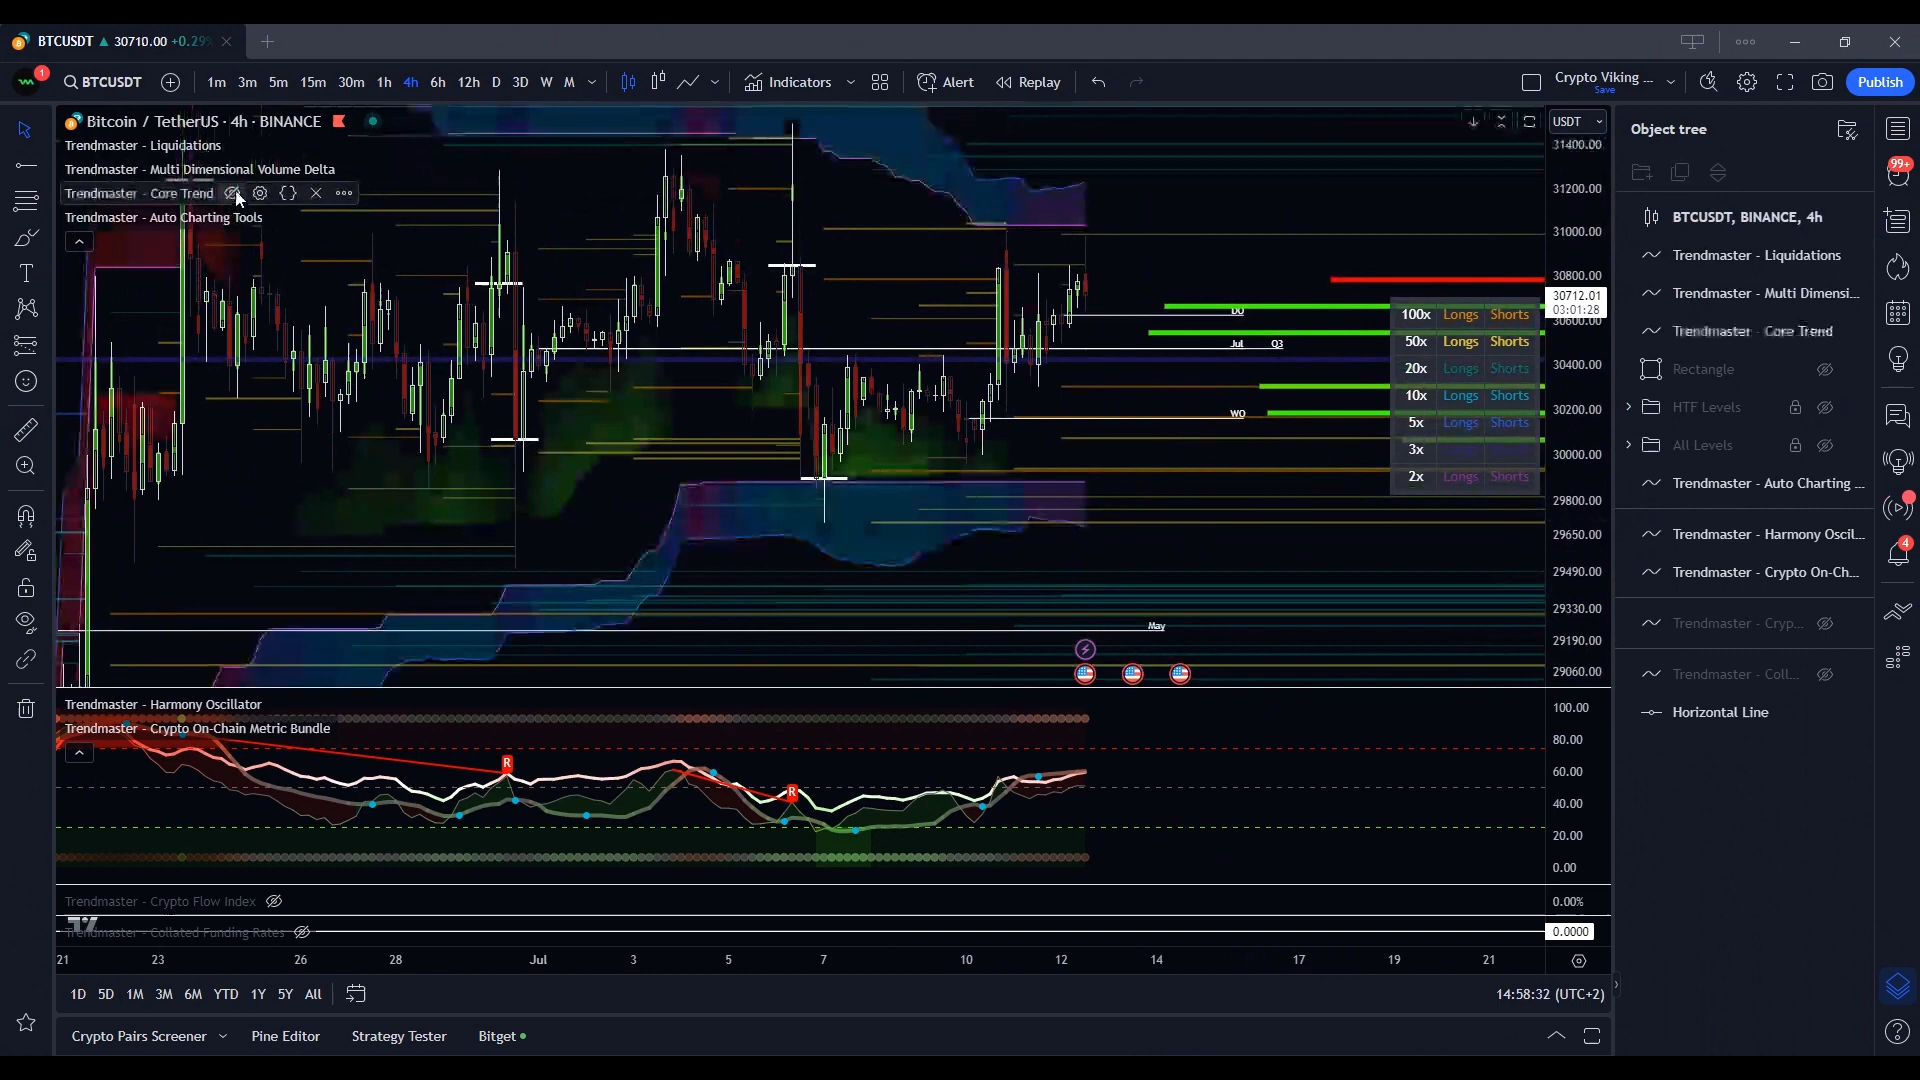 BTCUSDT ▲ 30710.00 +0.29%
1 BTCUSDT 1m 3m 5m 15m 30m 1h 4h 6h 12h D 3D W M Indicators Alert Replay Crypto Viking ... Save Publish
Bitcoin / TetherUS · 4h · BINANCE
Trendmaster - Liquidations
Trendmaster - Multi Dimensional Volume Delta
Trendmaster - Core Trend
Trendmaster - Auto Charting Tools
USDT
31400.00
31200.00
31000.00
30800.00
30712.01
03:01:28
30600.00
30400.00
30200.00
30000.00
29800.00
29650.00
29490.00
29330.00
29190.00
29060.00
DO
Jul Q3
WO
May
100x Longs Shorts
50x Longs Shorts
20x Longs Shorts
10x Longs Shorts
5x Longs Shorts
3x
2x Longs Shorts
Trendmaster - Harmony Oscillator
Trendmaster - Crypto On-Chain Metric Bundle
R
R
100.00
80.00
60.00
40.00
20.00
0.00
Trendmaster - Crypto Flow Index
0.00%
Trendmaster - Collated Funding Rates
0.0000
21 23 26 28 Jul 3 5 7 10 12 14 17 19 21
1D 5D 1M 3M 6M YTD 1Y 5Y All
14:58:32 (UTC+2)
Crypto Pairs Screener Pine Editor Strategy Tester Bitget
Object tree
BTCUSDT, BINANCE, 4h
Trendmaster - Liquidations
Trendmaster - Multi Dimensi...
Trendmaster - Core Trend
Rectangle
HTF Levels
All Levels
Trendmaster - Auto Charting ...
Trendmaster - Harmony Oscil...
Trendmaster - Crypto On-Ch...
Trendmaster - Cryp...
Trendmaster - Coll...
Horizontal Line
99+
4